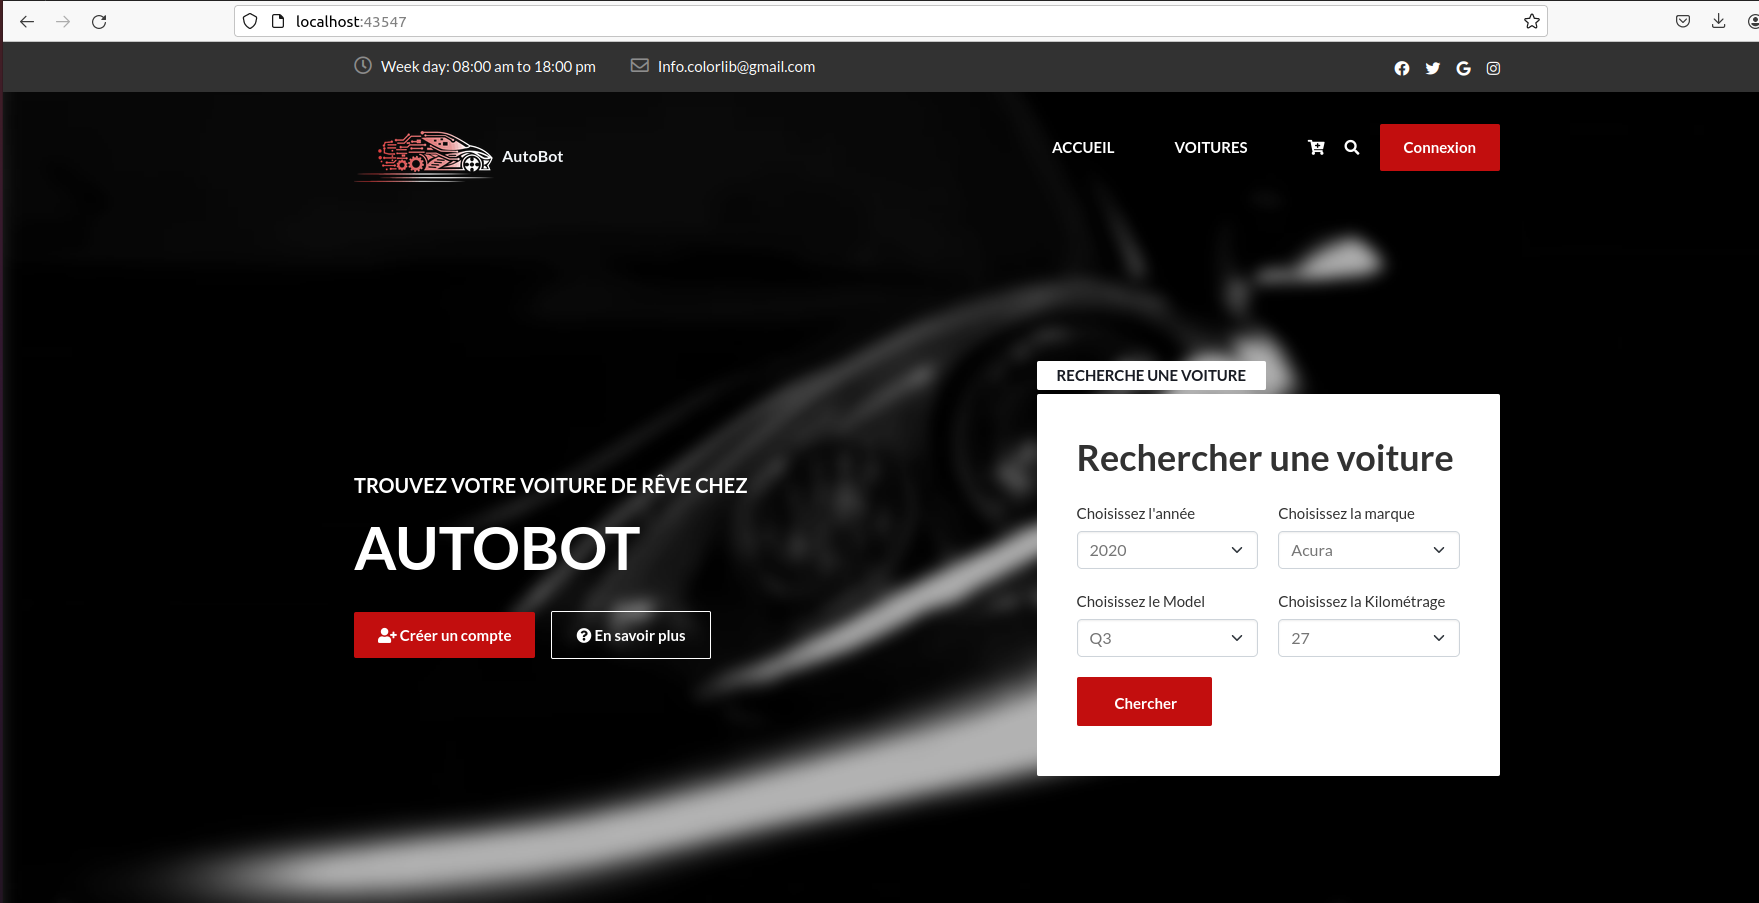 localhost:43547
Week day: 08:00 am to 18:00 pm
Info.colorlib@gmail.com
AutoBot
ACCUEIL
VOITURES
Connexion
RECHERCHE UNE VOITURE
Rechercher une voiture
TROUVEZ VOTRE VOITURE DE RÊVE CHEZ
AUTOBOT
Créer un compte
En savoir plus
Choisissez l'année
Choisissez la marque
2020
Acura
Choisissez le Model
Choisissez la Kilométrage
Q3
27
Chercher